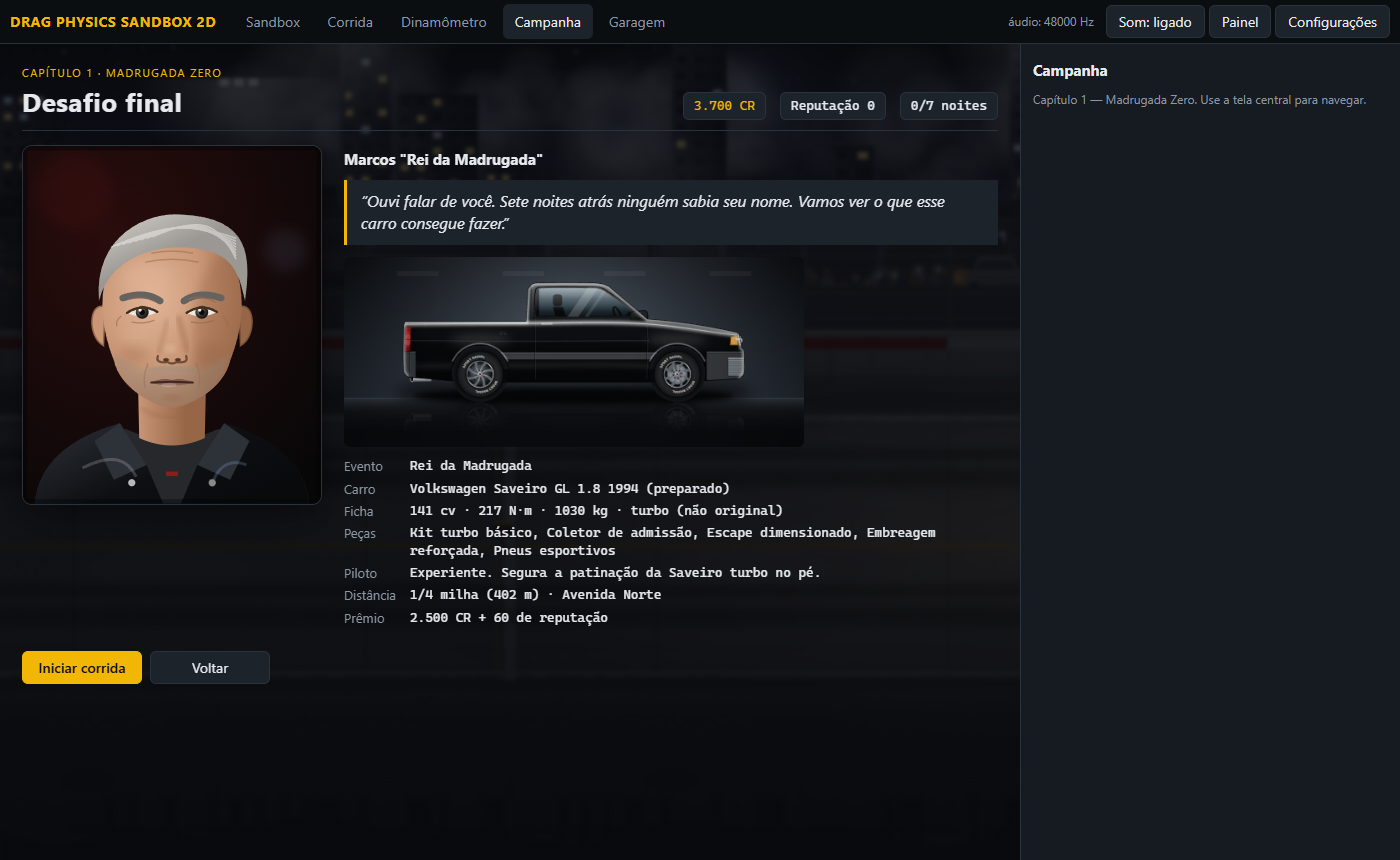 DRAG PHYSICS SANDBOX 2D
Sandbox
Corrida
Dinamômetro
Campanha
Garagem
áudio: 48000 Hz
Som: ligado
Painel
Configurações
CAPÍTULO 1 · MADRUGADA ZERO
Desafio final
3.700 CR
Reputação 0
0/7 noites
Marcos "Rei da Madrugada"
"Ouvi falar de você. Sete noites atrás ninguém sabia seu nome. Vamos ver o que esse
carro consegue fazer."
Evento Rei da Madrugada
Carro Volkswagen Saveiro GL 1.8 1994 (preparado)
Ficha 141 cv · 217 N·m · 1030 kg · turbo (não original)
Peças Kit turbo básico, Coletor de admissão, Escape dimensionado, Embreagem
reforçada, Pneus esportivos
Piloto Experiente. Segura a patinação da Saveiro turbo no pé.
Distância 1/4 milha (402 m) · Avenida Norte
Prêmio 2.500 CR + 60 de reputação
Iniciar corrida
Voltar
Campanha
Capítulo 1 — Madrugada Zero. Use a tela central para navegar.